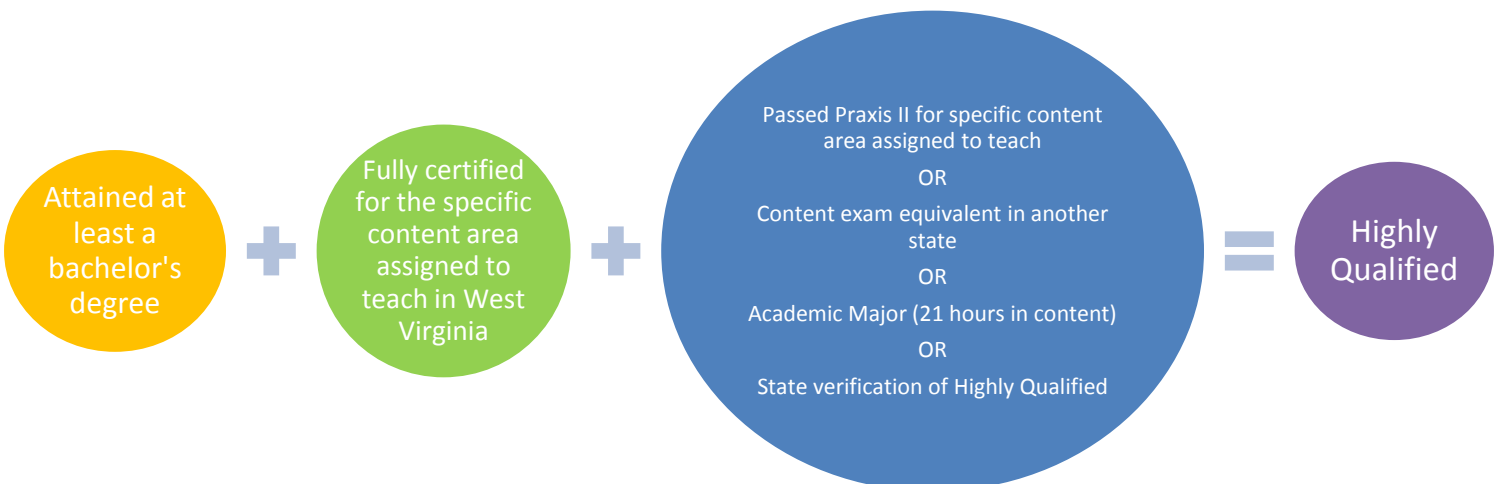 Attained at
least a
bachelor's
degree
Fully certified
for the specific
content area
assigned to
teach in West
Virginia
Passed Praxis II for specific content
area assigned to teach
OR
Content exam equivalent in another
state
OR
Academic Major (21 hours in content)
OR
State verification of Highly Qualified
Highly
Qualified